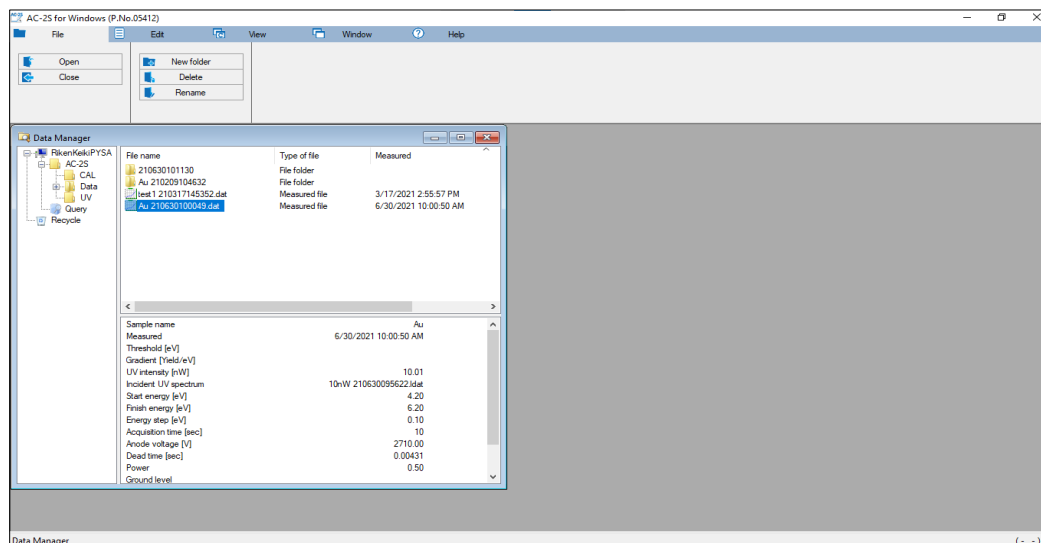 AC-2S for Windows (P.No.05412)
File Edit View Window Help
Open New folder
Close Delete
Rename
Data Manager
RikenKeikiPYSA
AC-2S
CAL
Data
UV
Query
Recycle
File name Type of file Measured
210630101130 File folder
Au 210209104632 File folder
test1 210317145352.dat Measured file 3/17/2021 2:55:57 PM
Au 210630100049.dat Measured file 6/30/2021 10:00:50 AM
Sample name Au
Measured 6/30/2021 10:00:50 AM
Threshold [eV]
Gradient [Yield/eV]
UV intensity [nW] 10.01
Incident UV spectrum 10nW 210630095622.ldat
Start energy [eV] 4.20
Finish energy [eV] 6.20
Energy step [eV] 0.10
Acquisition time [sec] 10
Anode voltage [V] 2710.00
Dead time [sec] 0.00431
Power 0.50
Ground level
Data Manager (- -)